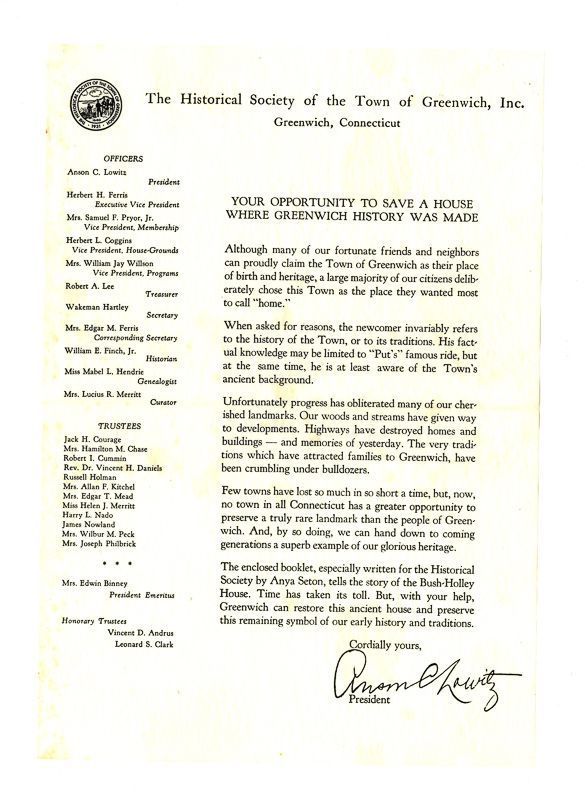 The Historical Society of the Town of Greenwich, Inc.
Greenwich, Connecticut
OFFICERS
Anson C. Lowitz
President
Herbert H. Ferris
Executive Vice President
Mrs. Samuel F. Pryor, Jr.
Vice President, Membership
Herbert L. Coggins
Vice President, House-Grounds
Mrs. William Jay Willson
Vice President, Programs
Robert A. Lee
Treasurer
Wakeman Hartley
Secretary
Mrs. Edgar M. Ferris
Corresponding Secretary
William E. Finch, Jr.
Historian
Miss Mabel L. Hendrie
Genealogist
Mrs. Lucius R. Merritt
Curator
TRUSTEES
Jack H. Courage
Mrs. Hamilton M. Chase
Robert I. Cummin
Rev. Dr. Vincent H. Daniels
Russell Holman
Mrs. Allan F. Kitchel
Mrs. Edgar T. Mead
Miss Helen J. Merritt
Harry L. Nado
James Nowland
Mrs. Wilbur M. Peck
Mrs. Joseph Philbrick
* * *
Mrs. Edwin Binney
President Emeritus
Honorary Trustees
Vincent D. Andrus
Leonard S. Clark
YOUR OPPORTUNITY TO SAVE A HOUSE
WHERE GREENWICH HISTORY WAS MADE
Although many of our fortunate friends and neighbors
can proudly claim the Town of Greenwich as their place
of birth and heritage, a large majority of our citizens delib-
erately chose this Town as the place they wanted most
to call "home."
When asked for reasons, the newcomer invariably refers
to the history of the Town, or to its traditions. His fact-
ual knowledge may be limited to "Put's" famous ride, but
at the same time, he is at least aware of the Town's
ancient background.
Unfortunately progress has obliterated many of our cher-
ished landmarks. Our woods and streams have given way
to developments. Highways have destroyed homes and
buildings — and memories of yesterday. The very tradi-
tions which have attracted families to Greenwich, have
been crumbling under bulldozers.
Few towns have lost so much in so short a time, but, now,
no town in all Connecticut has a greater opportunity to
preserve a truly rare landmark than the people of Green-
wich. And, by so doing, we can hand down to coming
generations a superb example of our glorious heritage.
The enclosed booklet, especially written for the Historical
Society by Anya Seton, tells the story of the Bush-Holley
House. Time has taken its toll. But, with your help,
Greenwich can restore this ancient house and preserve
this remaining symbol of our early history and traditions.
Cordially yours,
Anson C Lowitz
President